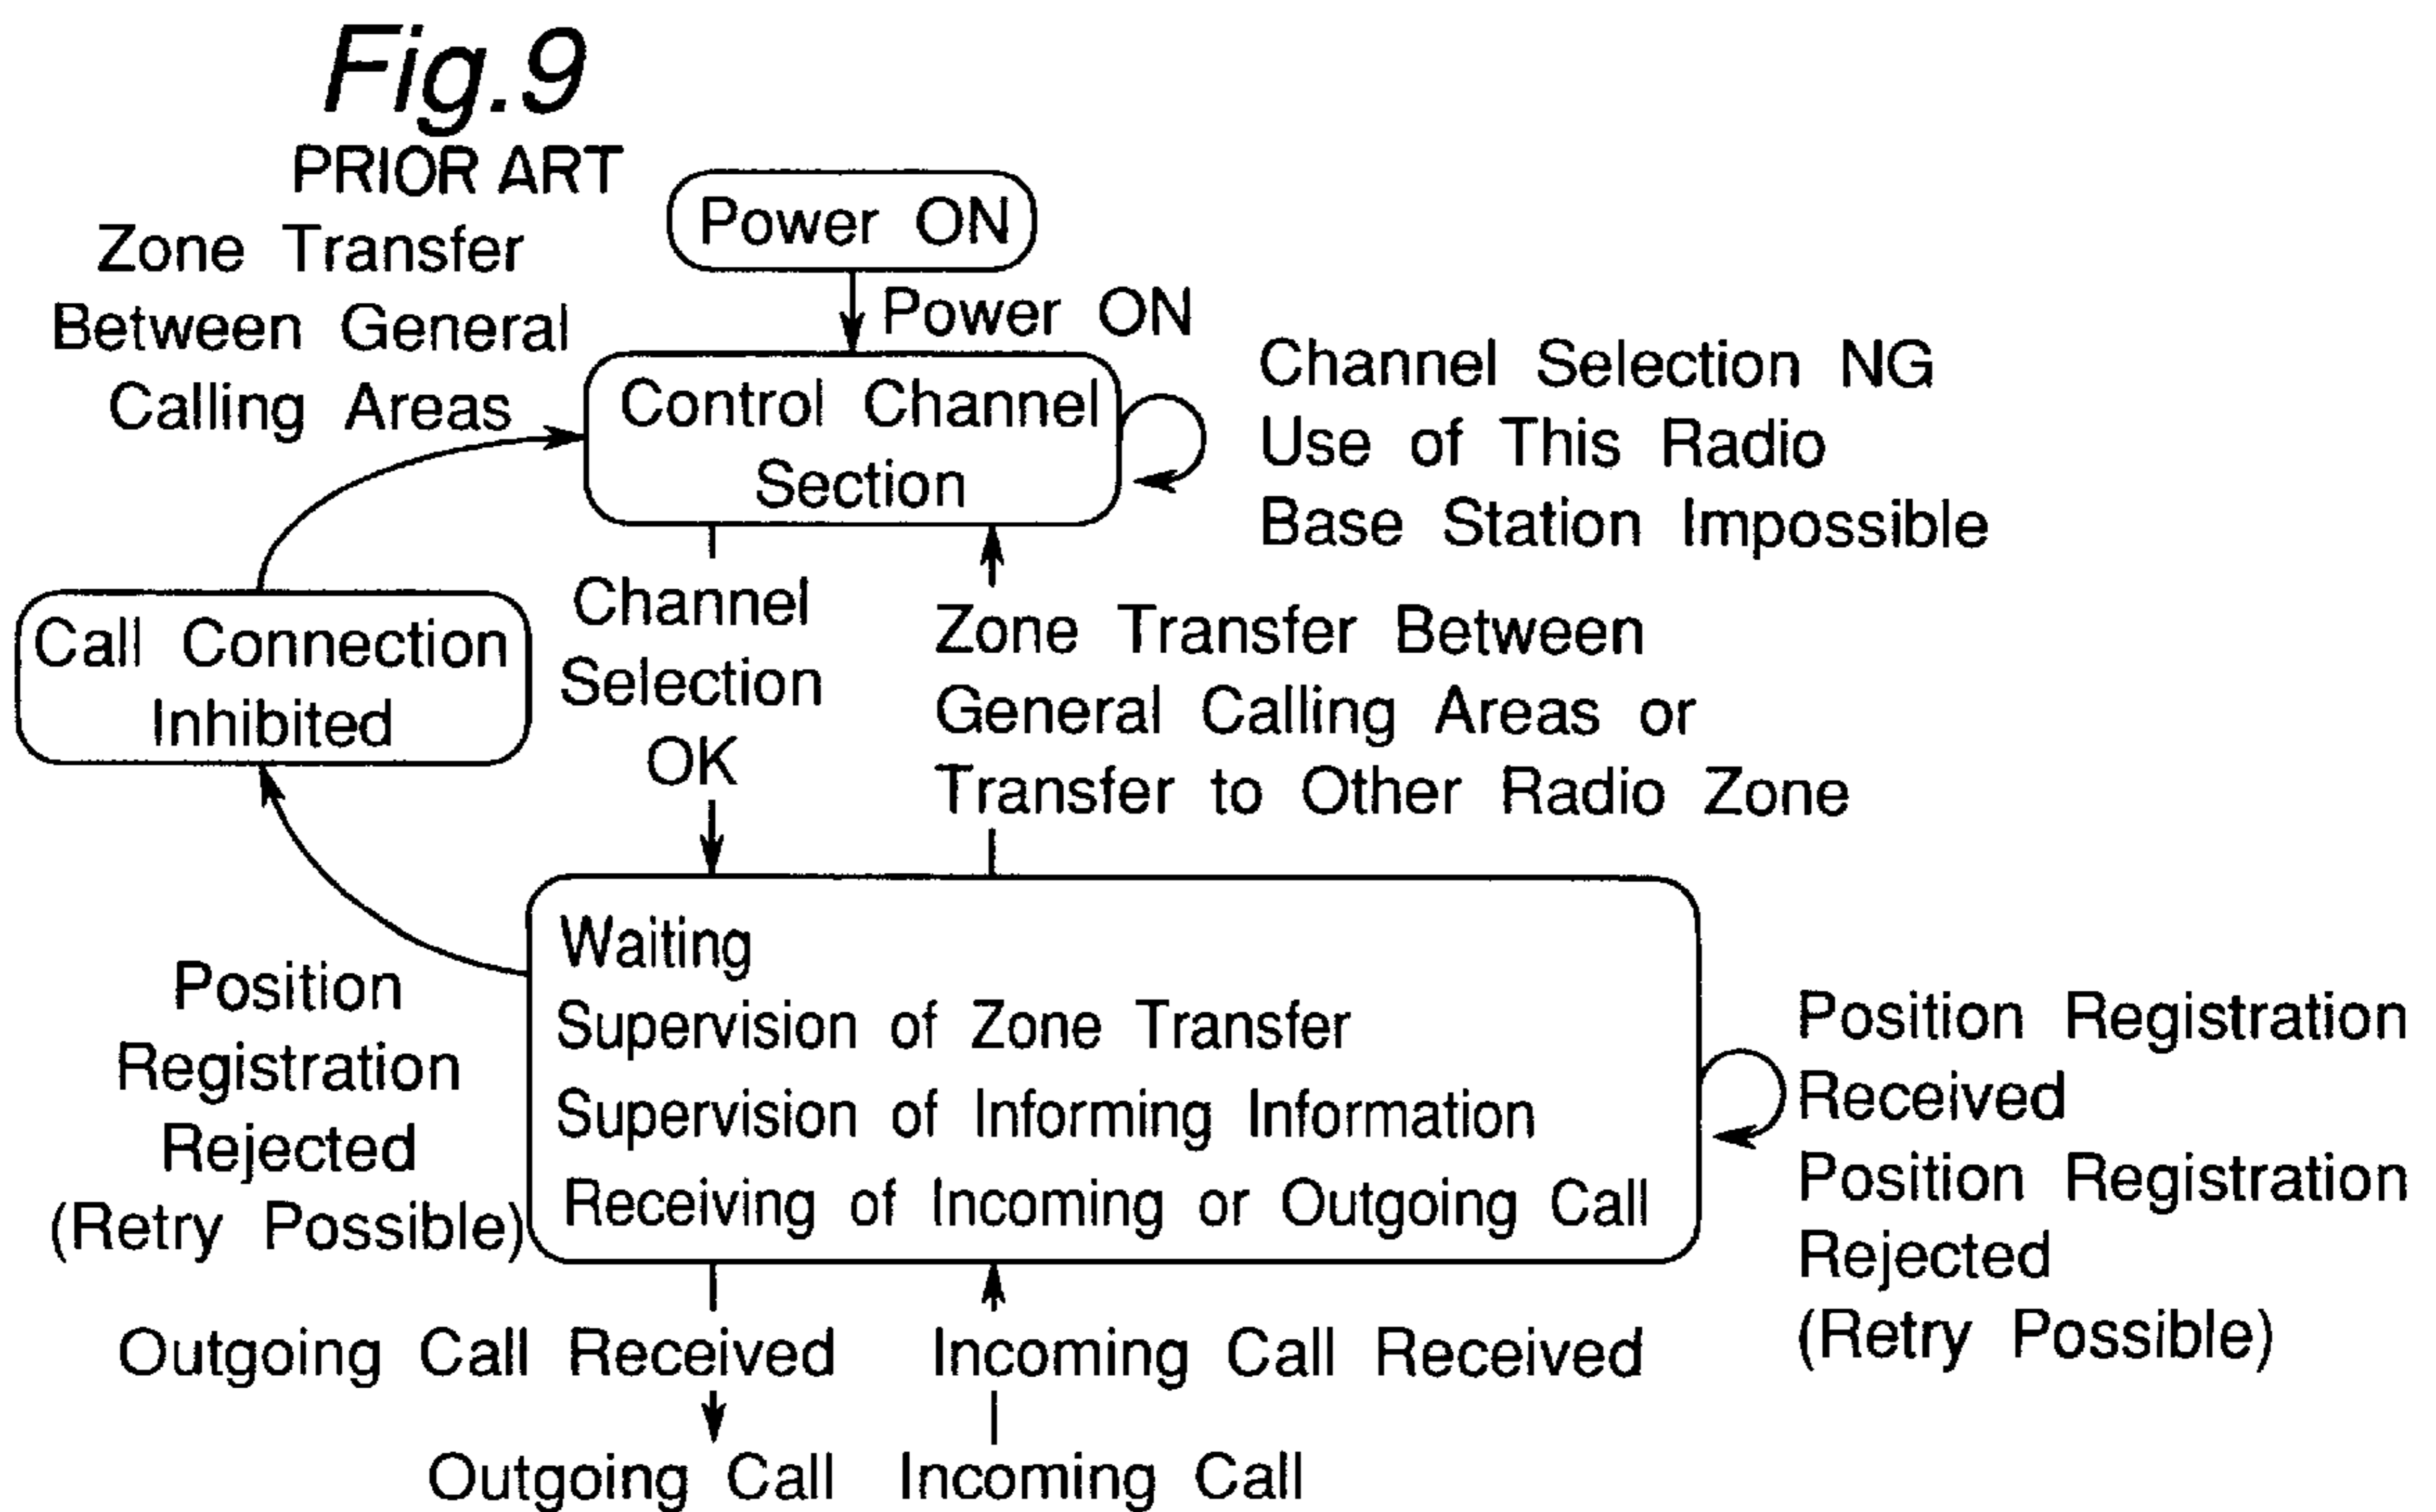 Fig.9
PRIOR ART
Power ON
Power ON
Zone Transfer
Between General
Calling Areas
Control Channel
Section
Channel Selection NG
Use of This Radio
Base Station Impossible
Call Connection
Inhibited
Channel
Selection
OK
Zone Transfer Between
General Calling Areas or
Transfer to Other Radio Zone
Position
Registration
Rejected
(Retry Possible)
Waiting
Supervision of Zone Transfer
Supervision of Informing Information
Receiving of Incoming or Outgoing Call
Position Registration
Received
Position Registration
Rejected
(Retry Possible)
Outgoing Call Received
Incoming Call Received
Outgoing Call
Incoming Call